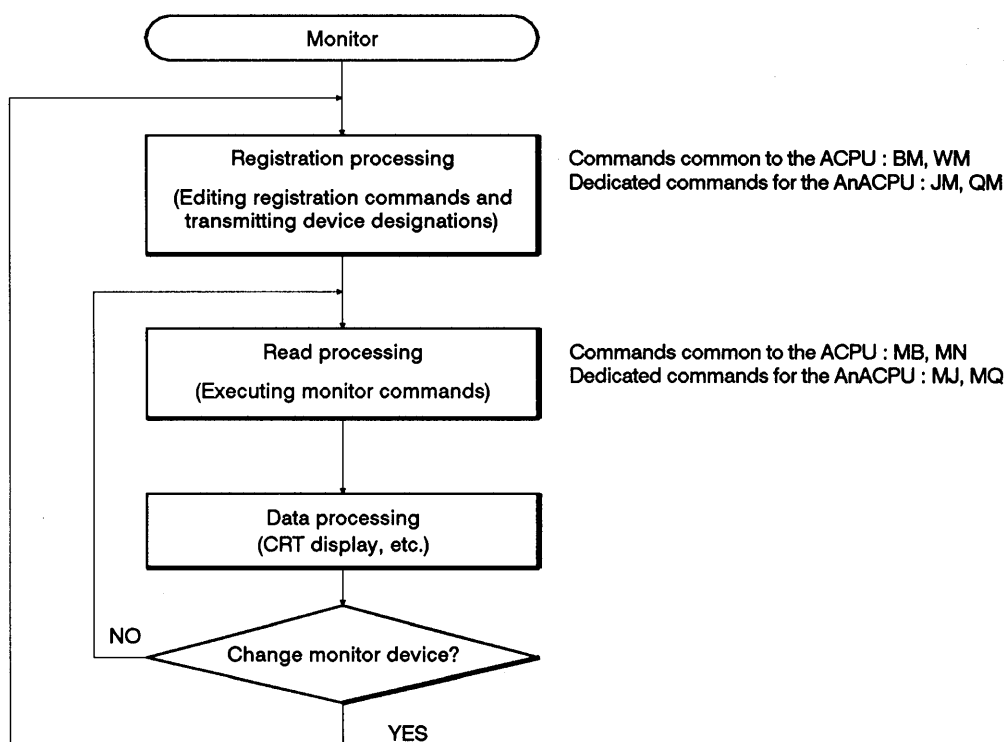 Monitor
Registration processing
(Editing registration commands and
transmitting device designations)
Commands common to the ACPU : BM, WM
Dedicated commands for the AnACPU : JM, QM
Read processing
(Executing monitor commands)
Commands common to the ACPU : MB, MN
Dedicated commands for the AnACPU : MJ, MQ
Data processing
(CRT display, etc.)
Change monitor device?
NO
YES